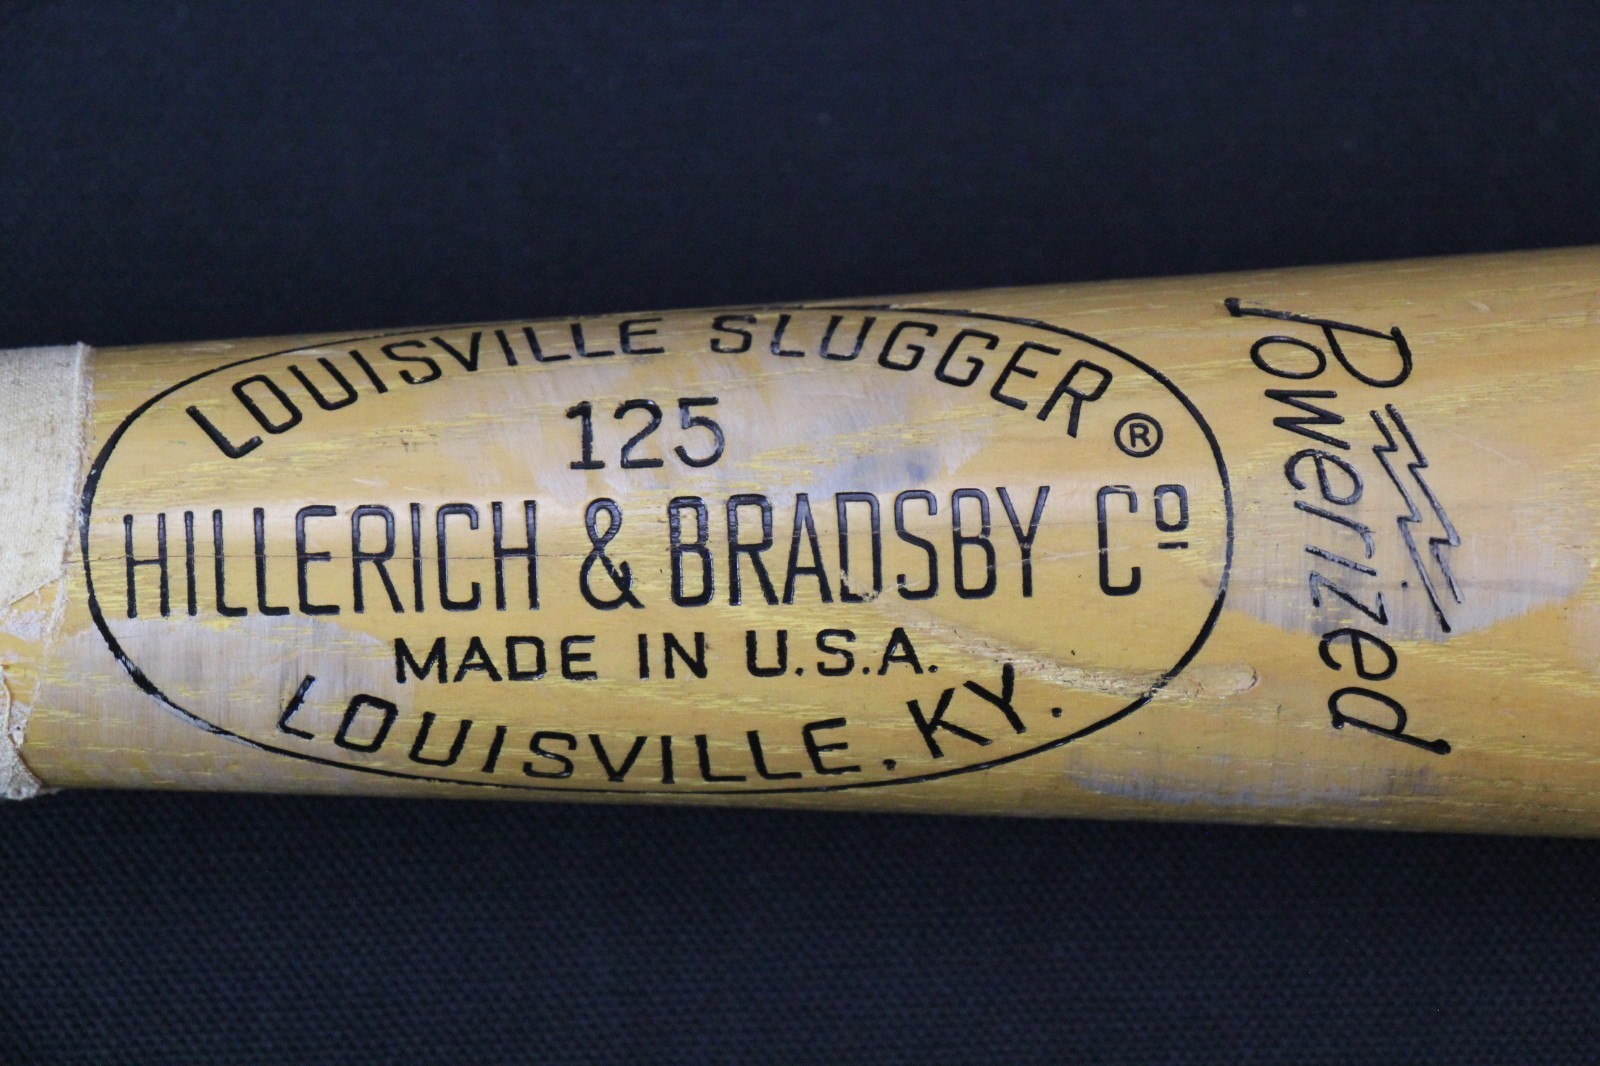 LOUISVILLE SLUGGER ®
125
HILLERICH & BRADSBY Cº
MADE IN U.S.A.
LOUISVILLE, KY.
Powerized